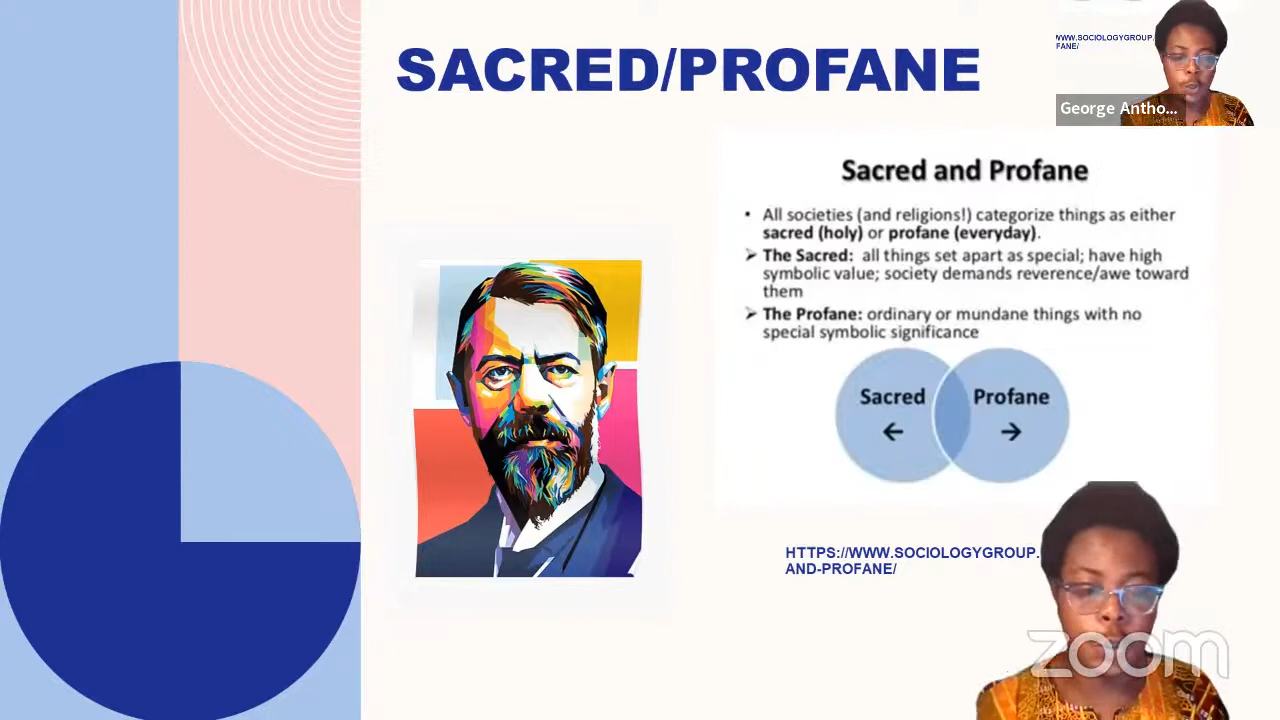 SACRED/PROFANE
WWW.SOCIOLOGYGROUP.
FANE/
George Antho...
Sacred and Profane
• All societies (and religions!) categorize things as either
sacred (holy) or profane (everyday).
➢ The Sacred: all things set apart as special; have high
symbolic value; society demands reverence/awe toward
them
➢ The Profane: ordinary or mundane things with no
special symbolic significance
Sacred
←
Profane
→
HTTPS://WWW.SOCIOLOGYGROUP.
AND-PROFANE/
zoom